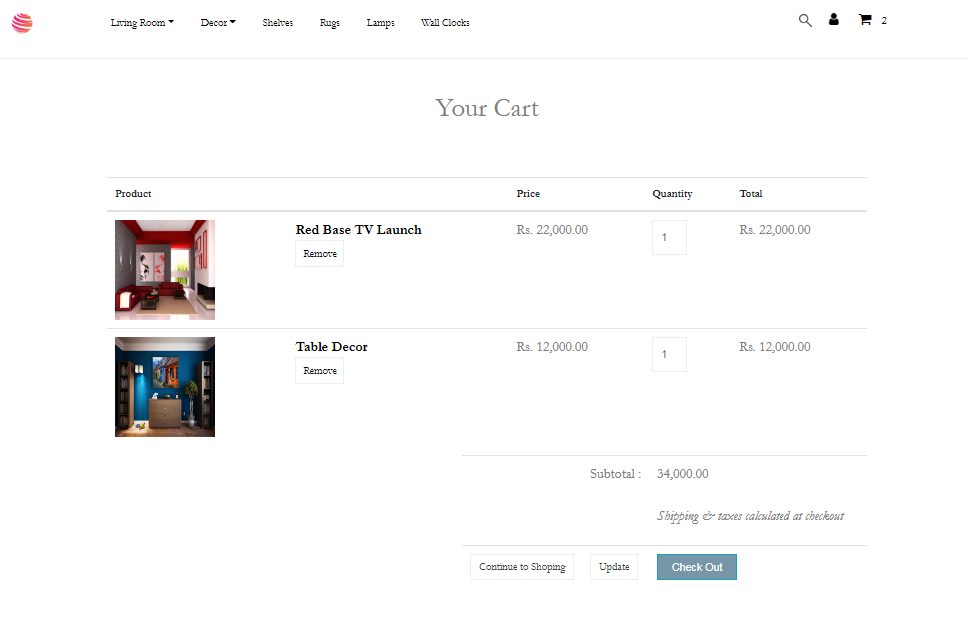 Living Room Decor Shelves Rugs Lamps Wall Clocks 2
Your Cart
Product Price Quantity Total
Red Base TV Launch Rs. 22,000.00 1 Rs. 22,000.00
Remove
Table Decor Rs. 12,000.00 1 Rs. 12,000.00
Remove
Subtotal : 34,000.00
Shipping & taxes calculated at checkout
Continue to Shoping Update Check Out